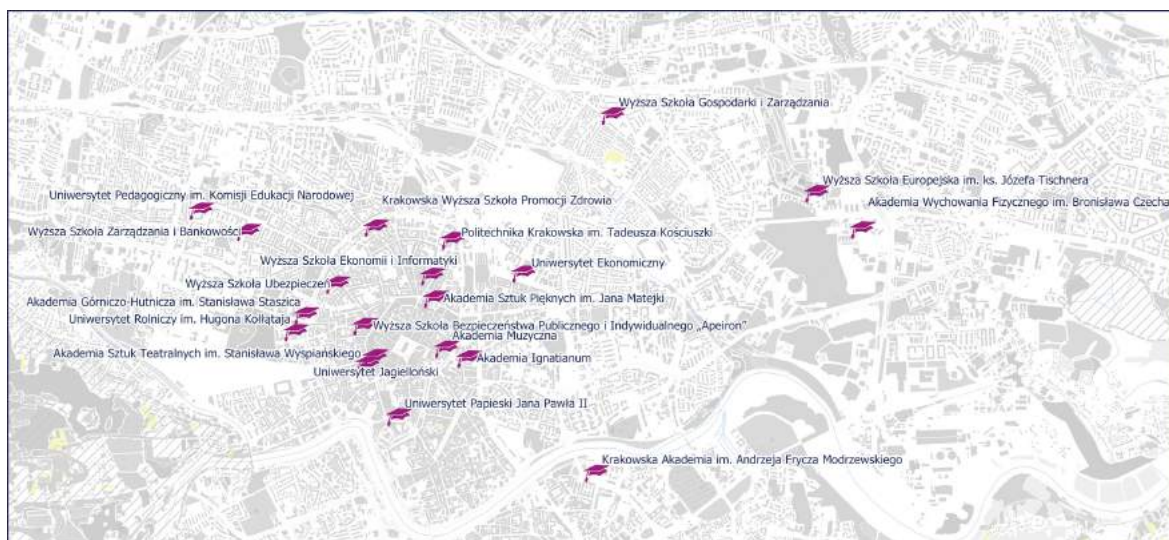 Wyższa Szkoła Gospodarki i Zarządzania
Wyższa Szkoła Europejska im. ks. Józefa Tischnera
Uniwersytet Pedagogiczny im. Komisji Edukacji Narodowej
Krakowska Wyższa Szkoła Promocji Zdrowia
Akademia Wychowania Fizycznego im. Bronisława Czecha
Wyższa Szkoła Zarządzania i Bankowości
Politechnika Krakowska im. Tadeusza Kościuszki
Wyższa Szkoła Ekonomii i Informatyki
Uniwersytet Ekonomiczny
Wyższa Szkoła Ubezpieczeń
Akademia Górniczo-Hutnicza im. Stanisława Staszica
Akademia Sztuk Pięknych im. Jana Matejki
Uniwersytet Rolniczy im. Hugona Kołłątaja
Wyższa Szkoła Bezpieczeństwa Publicznego i Indywidualnego „Apeiron”
Akademia Muzyczna
Akademia Sztuk Teatralnych im. Stanisława Wyspiańskiego
Akademia Ignatianum
Uniwersytet Jagielloński
Uniwersytet Papieski Jana Pawła II
Krakowska Akademia im. Andrzeja Frycza Modrzewskiego